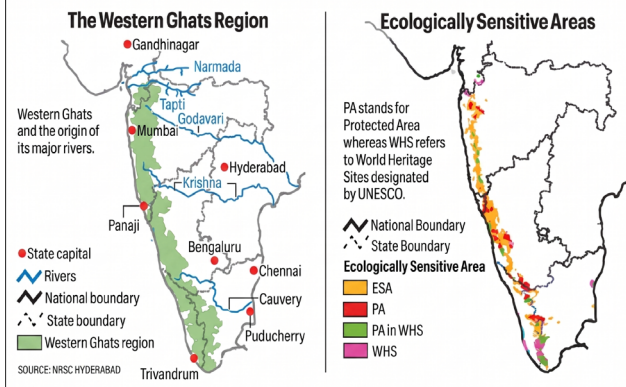 The Western Ghats Region
Gandhinagar
Narmada
Tapti
Godavari
Western Ghats
and the origin of
its major rivers.
Mumbai
Hyderabad
Krishna
Panaji
Bengaluru
Chennai
Cauvery
Puducherry
Trivandrum
State capital
Rivers
National boundary
State boundary
Western Ghats region
SOURCE: NRSC HYDERABAD
Ecologically Sensitive Areas
PA stands for
Protected Area
whereas WHS refers
to World Heritage
Sites designated
by UNESCO.
National Boundary
State Boundary
Ecologically Sensitive Area
ESA
PA
PA in WHS
WHS